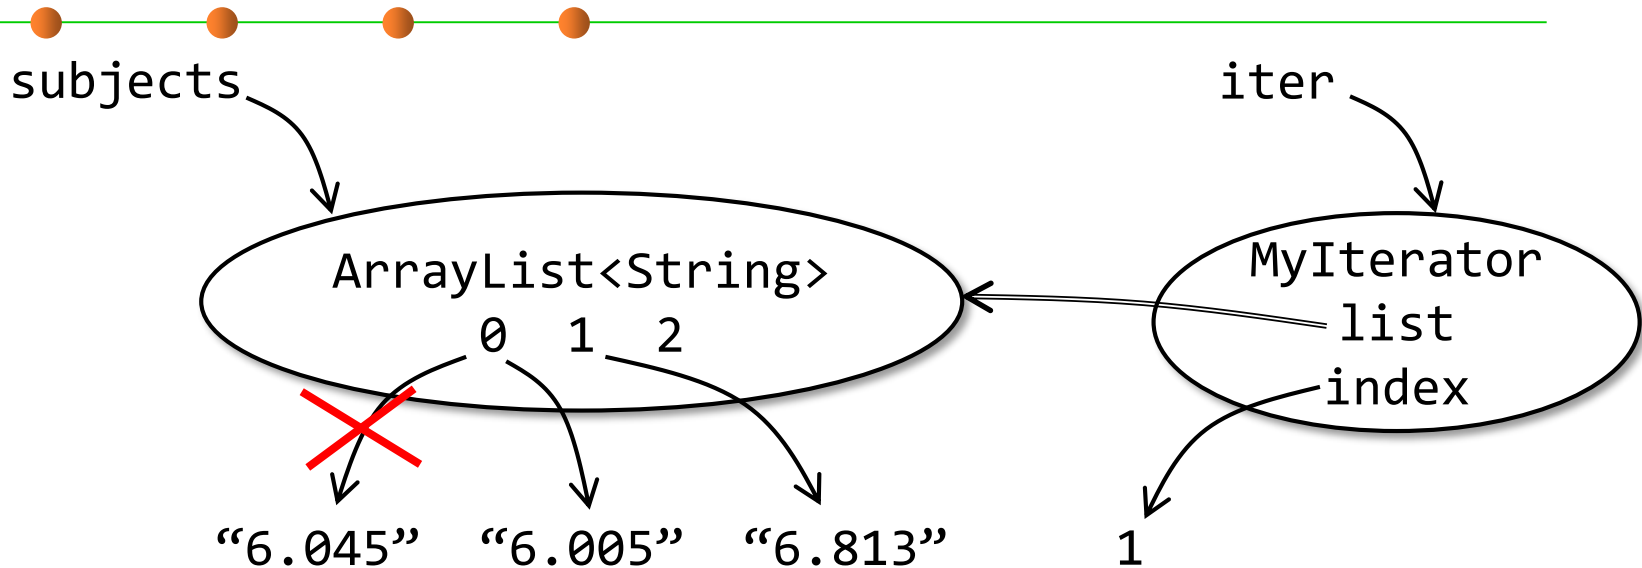 subjects iter
ArrayList<String> MyIterator
0 1 2 list
index
“6.045” “6.005” “6.813” 1